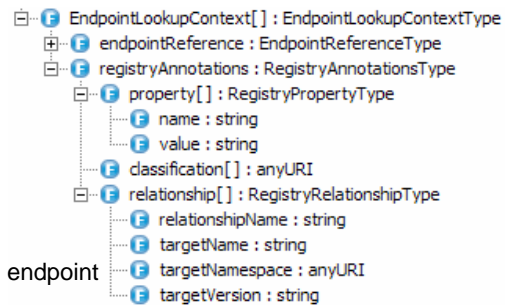 EndpointLookupContext[] : EndpointLookupContextType
endpointReference : EndpointReferenceType
registryAnnotations : RegistryAnnotationsType
property[] : RegistryPropertyType
name : string
value : string
classification[] : anyURI
relationship[] : RegistryRelationshipType
relationshipName : string
targetName : string
endpoint targetNamespace : anyURI
targetVersion : string